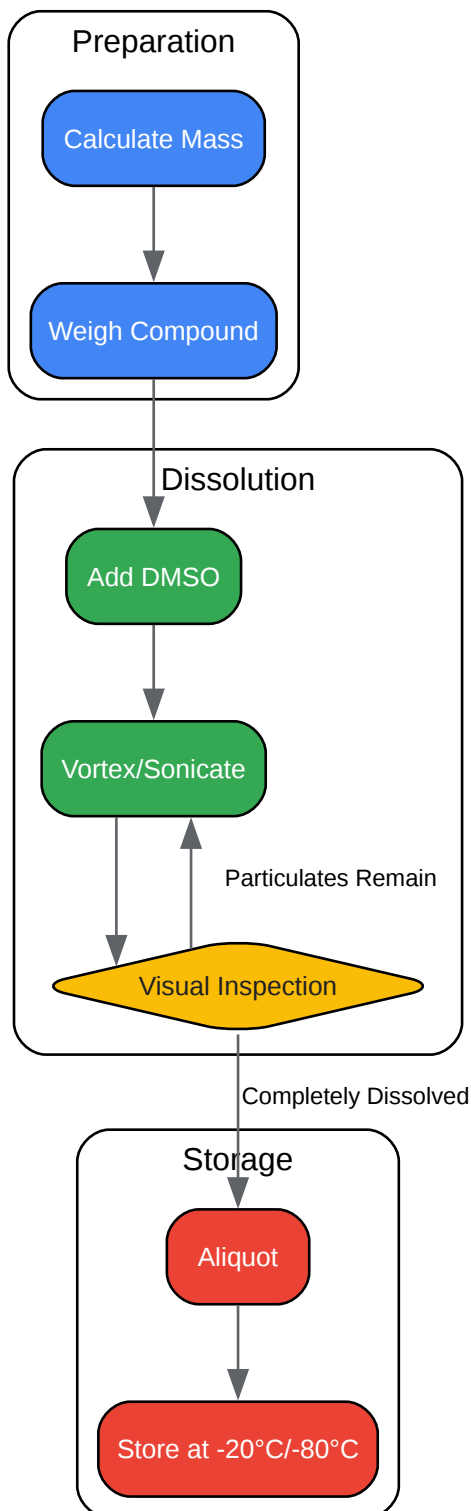 Preparation
Calculate Mass
Weigh Compound
Dissolution
Add DMSO
Vortex/Sonicate
Particulates Remain
Visual Inspection
Completely Dissolved
Storage
Aliquot
Store at -20°C/-80°C